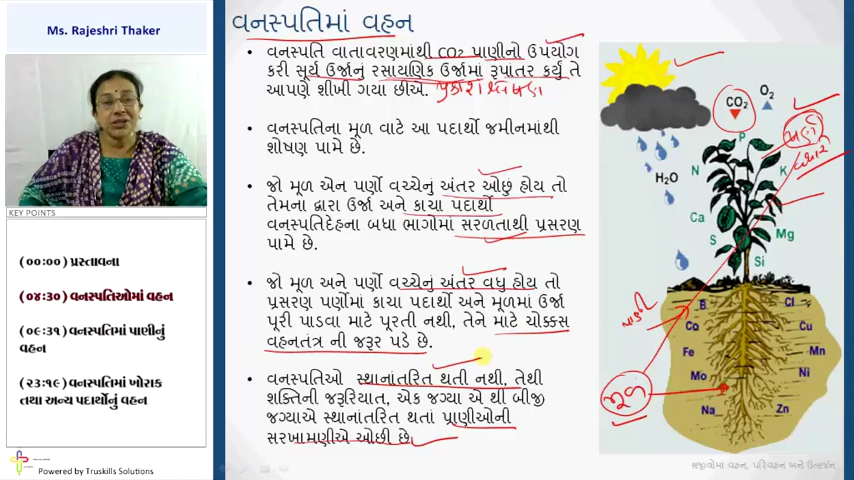 Ms. Rajeshri Thaker
KEY POINTS
(૦૦:૦૦) પ્રસ્તાવના
(૦૪:૩૦) વનસ્પતિઓમાં વહન
(૦૯:૩૧) વનસ્પતિમાં પાણીનું
વહન
(૨૩:૧૯) વનસ્પતિમાં ખોરાક
તથા અન્ય પદાર્થોનું વહન
Powered by Truskills Solutions
વનસ્પતિમાં વહન
• વનસ્પતિ વાતાવરણમાંથી CO₂ પ્રાણીનો ઉપયોગ
કરી સૂર્ય ઉર્જાનું રસાયણિક ઉર્જામાં રૂપાંતર કર્યું તે
આપણે શીખી ગયા છીએ. પ્રકાશસંશ્લેષણ
• વનસ્પતિના મૂળ વાટે આ પદાર્થો જમીનમાંથી
શોષણ પામે છે.
• જો મૂળ એન પર્ણો વચ્ચેનું અંતર ઓછુ હોય તો
તેમના દ્વારા ઉર્જા અને કાચા પદાર્થો
વનસ્પતિદેહના બધા ભાગોમાં સરળતાથી પ્રસરણ
પામે છે.
• જો મૂળ અને પર્ણો વચ્ચેનું અંતર વધુ હોય તો
પ્રસરણ પર્ણોમાં કાચા પદાર્થો અને મૂળમાં ઉર્જા
પૂરી પાડવા માટે પૂરતી નથી, તેને માટે ચોક્કસ
વહનતંત્ર ની જરૂર પડે છે.
• વનસ્પતિઓ સ્થાનાંતરિત થતી નથી, તેથી
શક્તિની જરૂરિયાત, એક જગ્યા એ થી બીજી
જગ્યાએ સ્થાનાંતરિત થતાં પ્રાણીઓની
સરખામણીએ ઓછી છે.
CO₂
O₂
P
પર્ણો
N
K
H₂O
Ca
Mg
S
Si
B
Cl
Co
Cu
Fe
Mn
Mo
Ni
મૂળ
Na
Zn
સજીવોમાં વહન, પરિવહન અને ઉત્સર્જન